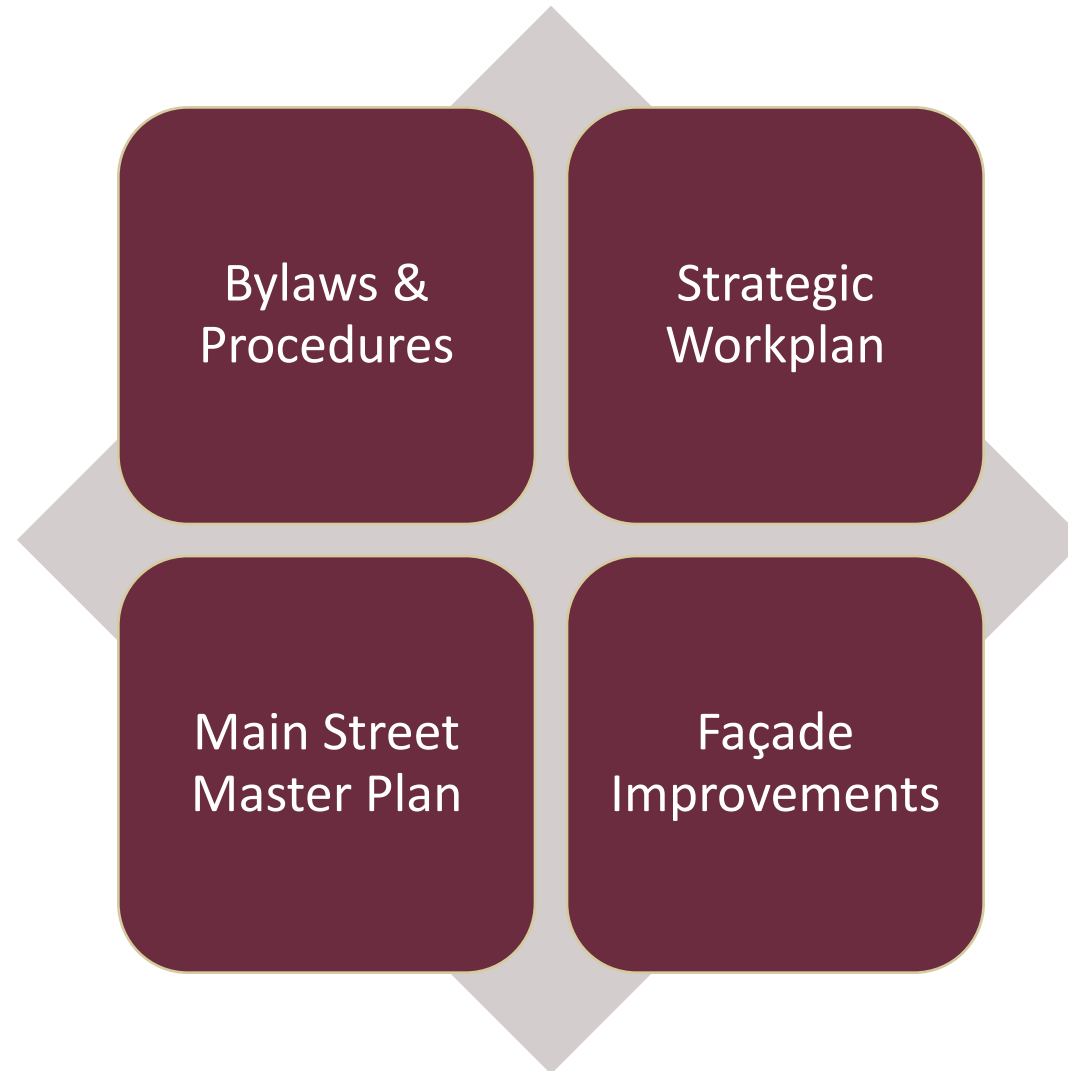 Bylaws &
Procedures
Strategic
Workplan
Main Street
Master Plan
Façade
Improvements